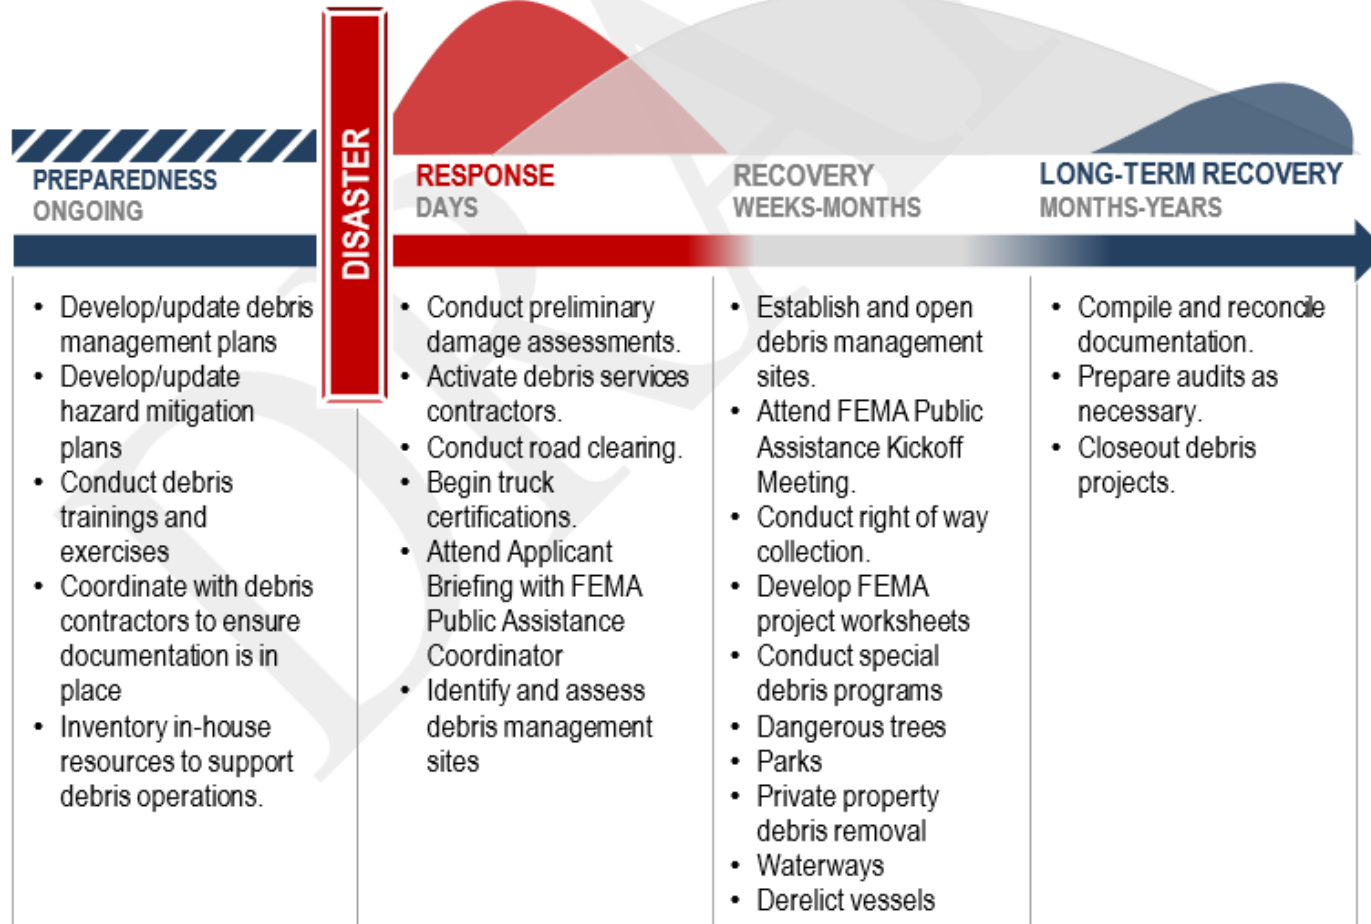 DRAFT
DISASTER
PREPAREDNESS
ONGOING
• Develop/update debris
management plans
• Develop/update
hazard mitigation
plans
• Conduct debris
trainings and
exercises
• Coordinate with debris
contractors to ensure
documentation is in
place
• Inventory in-house
resources to support
debris operations.
RESPONSE
DAYS
• Conduct preliminary
damage assessments.
• Activate debris services
contractors.
• Conduct road clearing.
• Begin truck
certifications.
• Attend Applicant
Briefing with FEMA
Public Assistance
Coordinator
• Identify and assess
debris management
sites
RECOVERY
WEEKS-MONTHS
• Establish and open
debris management
sites.
• Attend FEMA Public
Assistance Kickoff
Meeting.
• Conduct right of way
collection.
• Develop FEMA
project worksheets
• Conduct special
debris programs
• Dangerous trees
• Parks
• Private property
debris removal
• Waterways
• Derelict vessels
LONG-TERM RECOVERY
MONTHS-YEARS
• Compile and reconcile
documentation.
• Prepare audits as
necessary.
• Closeout debris
projects.